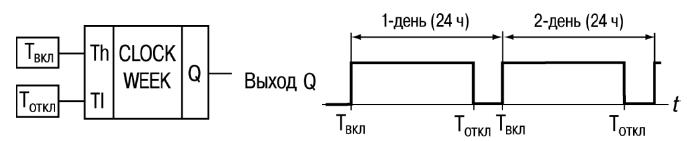 Tвкл Th CLOCK WEEK Q
Tоткл Tl
Выход Q
1-день (24 ч) 2-день (24 ч)
Tвкл Tоткл Tвкл Tоткл t